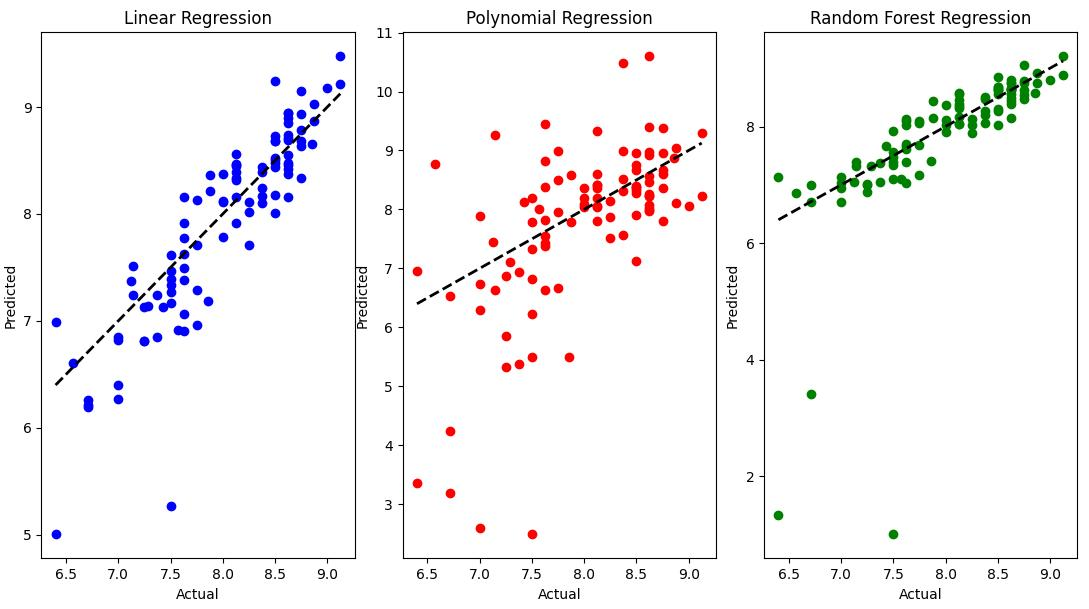 Linear Regression
Predicted
9
8
7
6
5
6.5 7.0 7.5 8.0 8.5 9.0
Actual
Polynomial Regression
Predicted
11
10
9
8
7
6
5
4
3
6.5 7.0 7.5 8.0 8.5 9.0
Actual
Random Forest Regression
Predicted
8
6
4
2
6.5 7.0 7.5 8.0 8.5 9.0
Actual